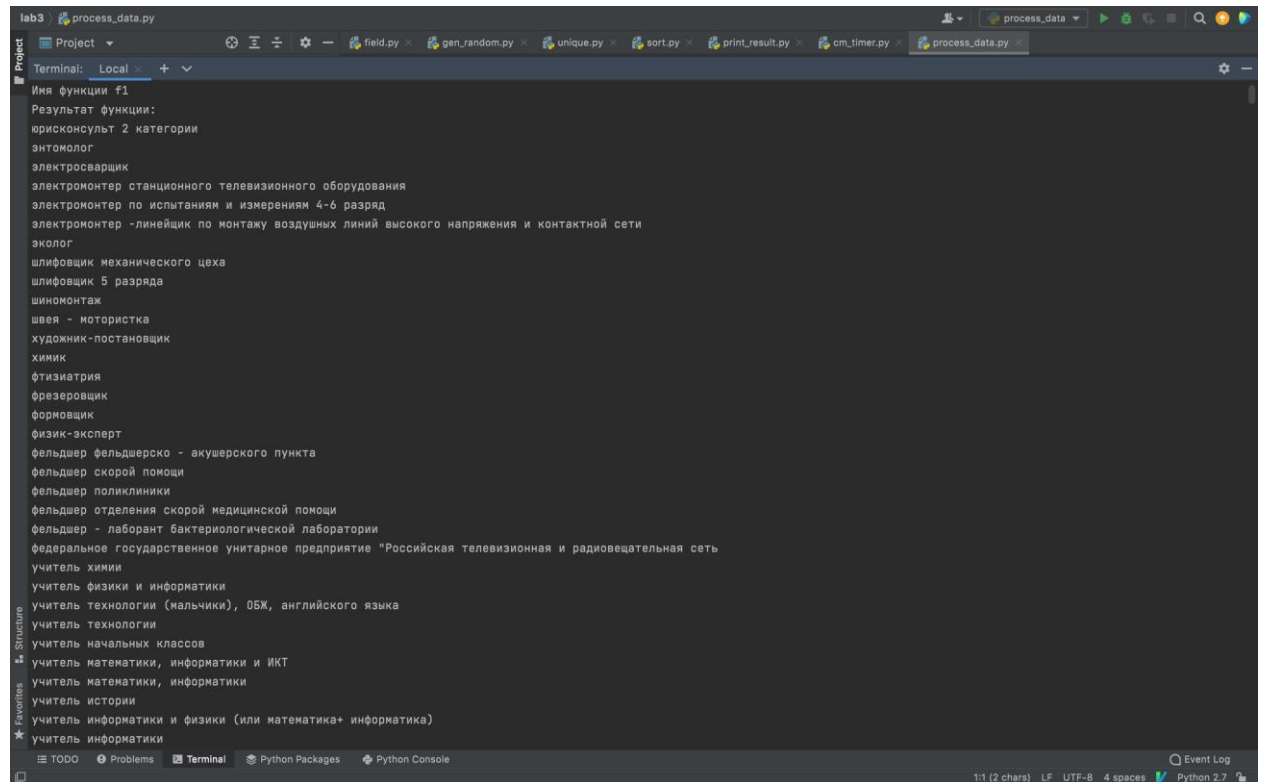 lab3 › process_data.py process_data
Project field.py gen_random.py unique.py sort.py print_result.py cm_timer.py process_data.py
Project
Terminal: Local
Имя функции f1
Результат функции:
юрисконсульт 2 категории
энтомолог
электросварщик
электромонтер станционного телевизионного оборудования
электромонтер по испытаниям и измерениям 4-6 разряд
электромонтер -линейщик по монтажу воздушных линий высокого напряжения и контактной сети
эколог
шлифовщик механического цеха
шлифовщик 5 разряда
шиномонтаж
швея - мотористка
художник-постановщик
химик
фтизиатрия
фрезеровщик
формовщик
физик-эксперт
фельдшер фельдшерско - акушерского пункта
фельдшер скорой помощи
фельдшер поликлиники
фельдшер отделения скорой медицинской помощи
фельдшер - лаборант бактериологической лаборатории
федеральное государственное унитарное предприятие "Российская телевизионная и радиовещательная сеть
учитель химии
учитель физики и информатики
учитель технологии (мальчики), ОБЖ, английского языка
учитель технологии
учитель начальных классов
учитель математики, информатики и ИКТ
учитель математики, информатики
учитель истории
учитель информатики и физики (или математика+ информатика)
учитель информатики
Structure
Favorites
TODO Problems Terminal Python Packages Python Console Event Log
1:1 (2 chars) LF UTF-8 4 spaces Python 2.7